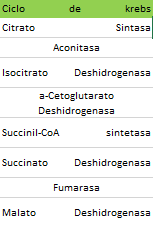 Ciclo de krebs
Citrato Sintasa
Aconitasa
Isocitrato Deshidrogenasa
a-Cetoglutarato
Deshidrogenasa
Succinil-CoA sintetasa
Succinato Deshidrogenasa
Fumarasa
Malato Deshidrogenasa